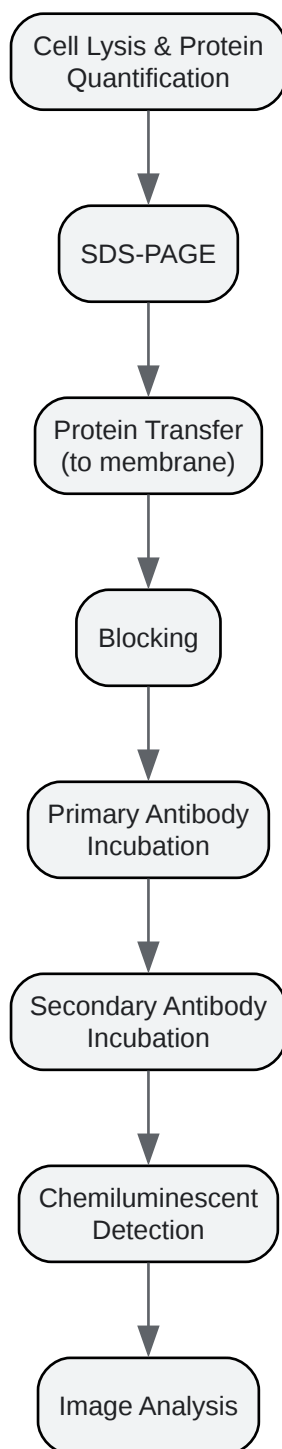 Cell Lysis & Protein
Quantification
SDS-PAGE
Protein Transfer
(to membrane)
Blocking
Primary Antibody
Incubation
Secondary Antibody
Incubation
Chemiluminescent
Detection
Image Analysis